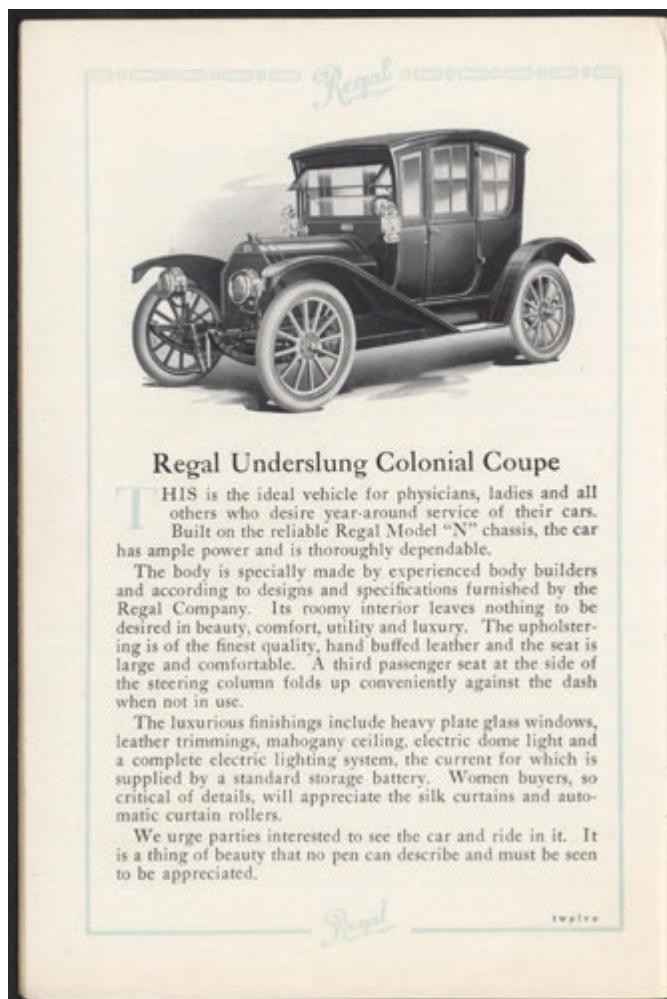 Regal
Regal Underslung Colonial Coupe
THIS is the ideal vehicle for physicians, ladies and all
others who desire year-around service of their cars.
Built on the reliable Regal Model “N” chassis, the car
has ample power and is thoroughly dependable.
The body is specially made by experienced body builders
and according to designs and specifications furnished by the
Regal Company. Its roomy interior leaves nothing to be
desired in beauty, comfort, utility and luxury. The upholster-
ing is of the finest quality, hand buffed leather and the seat is
large and comfortable. A third passenger seat at the side of
the steering column folds up conveniently against the dash
when not in use.
The luxurious finishings include heavy plate glass windows,
leather trimmings, mahogany ceiling, electric dome light and
a complete electric lighting system, the current for which is
supplied by a standard storage battery. Women buyers, so
critical of details, will appreciate the silk curtains and auto-
matic curtain rollers.
We urge parties interested to see the car and ride in it. It
is a thing of beauty that no pen can describe and must be seen
to be appreciated.
twelve
Regal